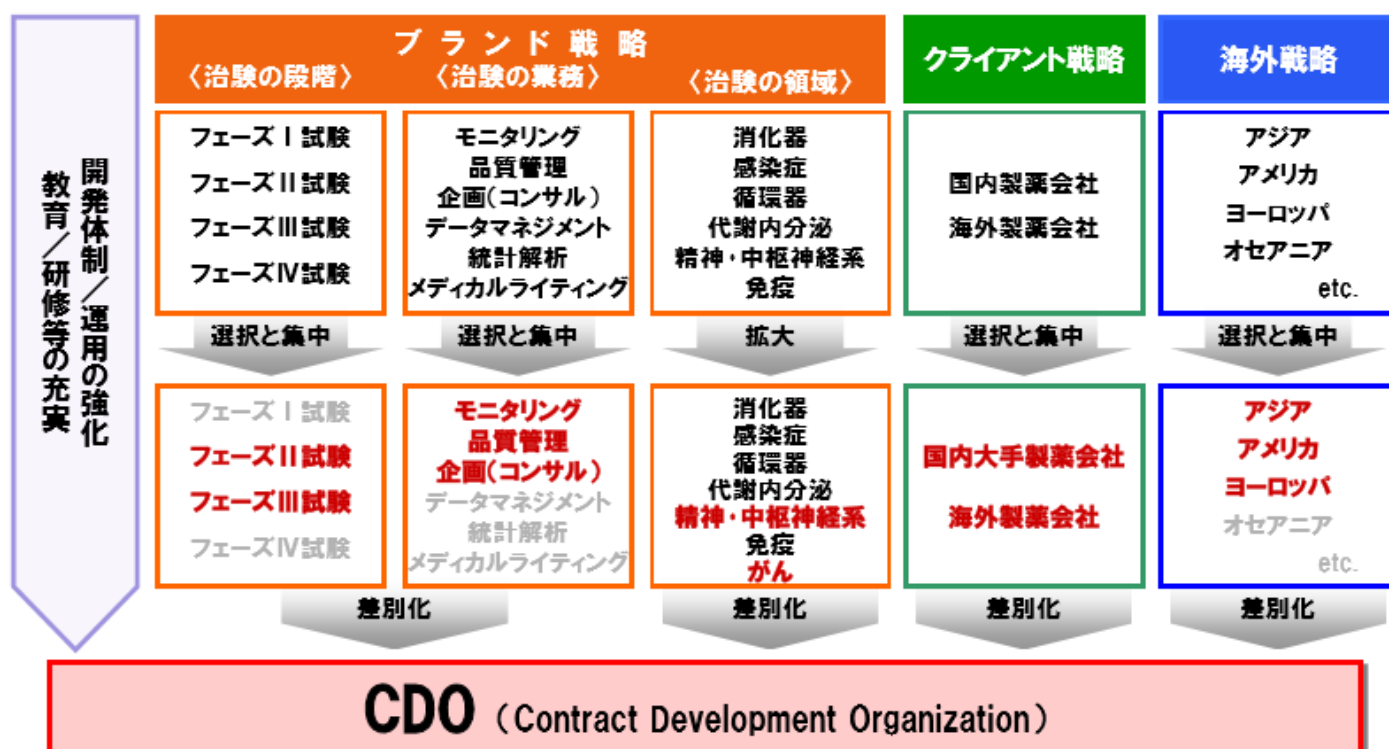 開発体制／運用の強化
教育／研修等の充実
ブランド戦略
〈治験の段階〉
〈治験の業務〉
〈治験の領域〉
クライアント戦略
海外戦略
フェーズⅠ試験
フェーズⅡ試験
フェーズⅢ試験
フェーズⅣ試験
モニタリング
品質管理
企画(コンサル)
データマネジメント
統計解析
メディカルライティング
消化器
感染症
循環器
代謝内分泌
精神・中枢神経系
免疫
国内製薬会社
海外製薬会社
アジア
アメリカ
ヨーロッパ
オセアニア
etc.
選択と集中
選択と集中
拡大
選択と集中
選択と集中
フェーズⅠ試験
フェーズⅡ試験
フェーズⅢ試験
フェーズⅣ試験
モニタリング
品質管理
企画(コンサル)
データマネジメント
統計解析
メディカルライティング
消化器
感染症
循環器
代謝内分泌
精神・中枢神経系
免疫
がん
国内大手製薬会社
海外製薬会社
アジア
アメリカ
ヨーロッパ
オセアニア
etc.
差別化
差別化
差別化
差別化
CDO（Contract Development Organization）